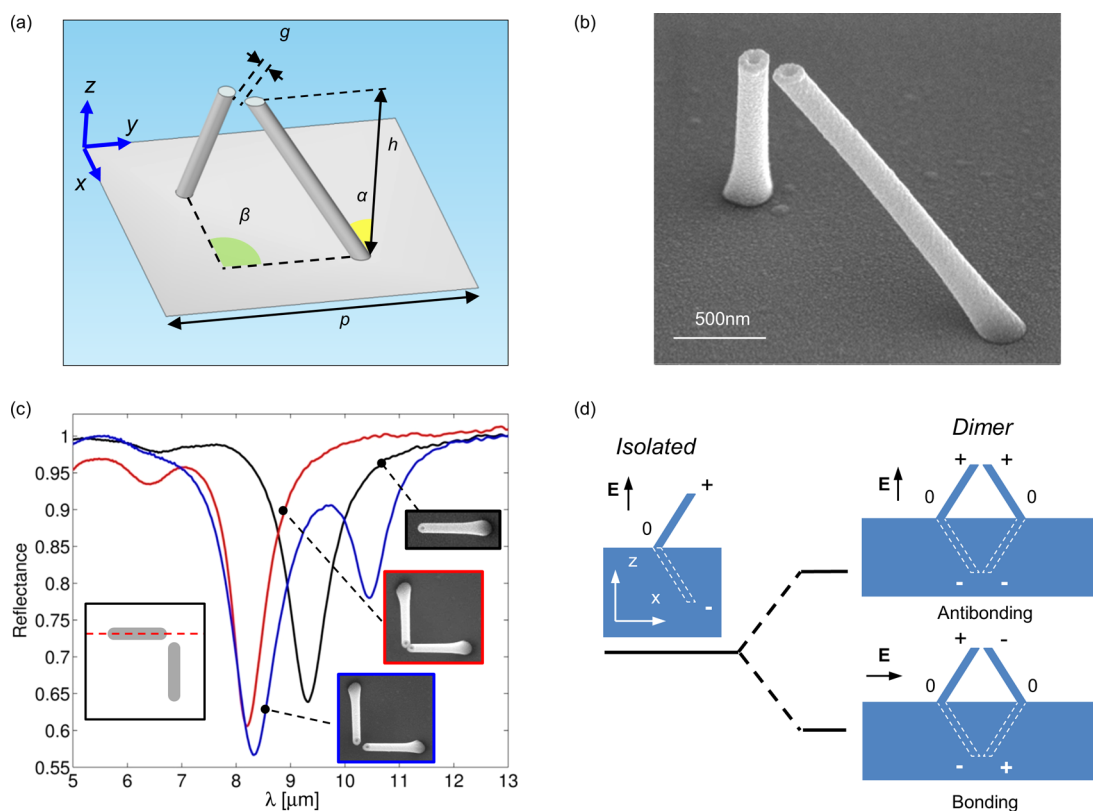 (a)
g
z
y
x
h
α
β
p
(b)
500nm
(c)
Reflectance
1
0.95
0.9
0.85
0.8
0.75
0.7
0.65
0.6
0.55
5 6 7 8 9 10 11 12 13
λ [μm]
(d)
Isolated
Dimer
E
+
0
z
x
-
E
+ +
0 0
- -
Antibonding
+ -
E
0 0
- +
Bonding